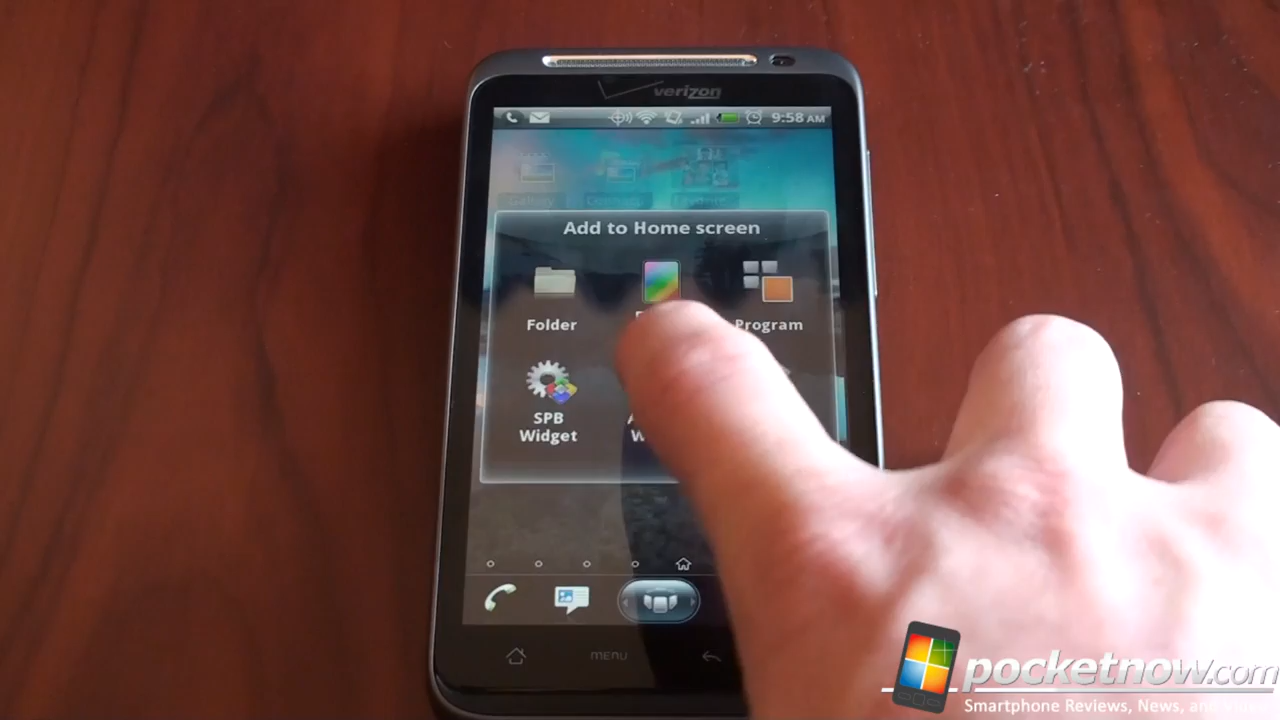 verizon
9:58 AM
Gallery
Add to Home screen
Folder
Program
SPB
Widget
MENU
pocketnow.com
Smartphone Reviews, News, and